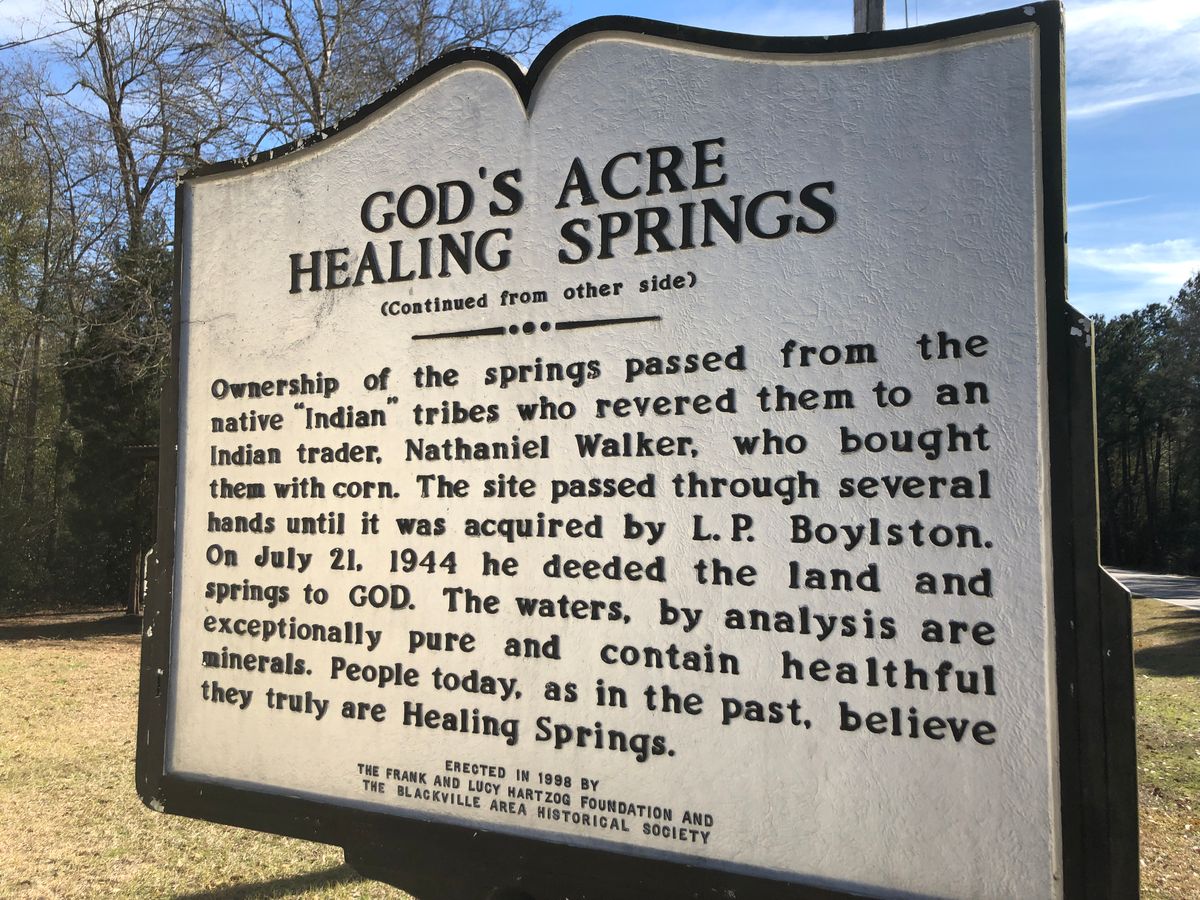 GOD'S ACRE
HEALING SPRINGS
(Continued from other side)
Ownership of the springs passed from the
native "Indian" tribes who revered them to an
Indian trader, Nathaniel Walker, who bought
them with corn. The site passed through several
hands until it was acquired by L.P. Boylston.
On July 21, 1944 he deeded the land and
springs to GOD. The waters, by analysis are
exceptionally pure and contain healthful
minerals. People today, as in the past, believe
they truly are Healing Springs.
ERECTED IN 1998 BY
THE FRANK AND LUCY HARTZOG FOUNDATION AND
THE BLACKVILLE AREA HISTORICAL SOCIETY